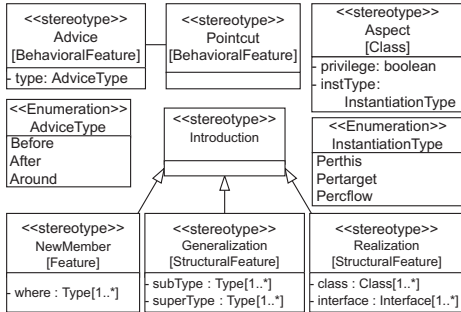 <<stereotype>>
Advice
[BehavioralFeature]
- type: AdviceType
<<stereotype>>
Pointcut
[BehavioralFeature]
<<stereotype>>
Aspect
[Class]
- privilege: boolean
- instType:
InstantiationType
<<Enumeration>>
AdviceType
Before
After
Around
<<stereotype>>
Introduction
<<Enumeration>>
InstantiationType
Perthis
Pertarget
Percflow
<<stereotype>>
NewMember
[Feature]
- where : Type[1..*]
<<stereotype>>
Generalization
[StructuralFeature]
- subType : Type[1..*]
- superType : Type[1..*]
<<stereotype>>
Realization
[StructuralFeature]
- class : Class[1..*]
- interface : Interface[1..*]